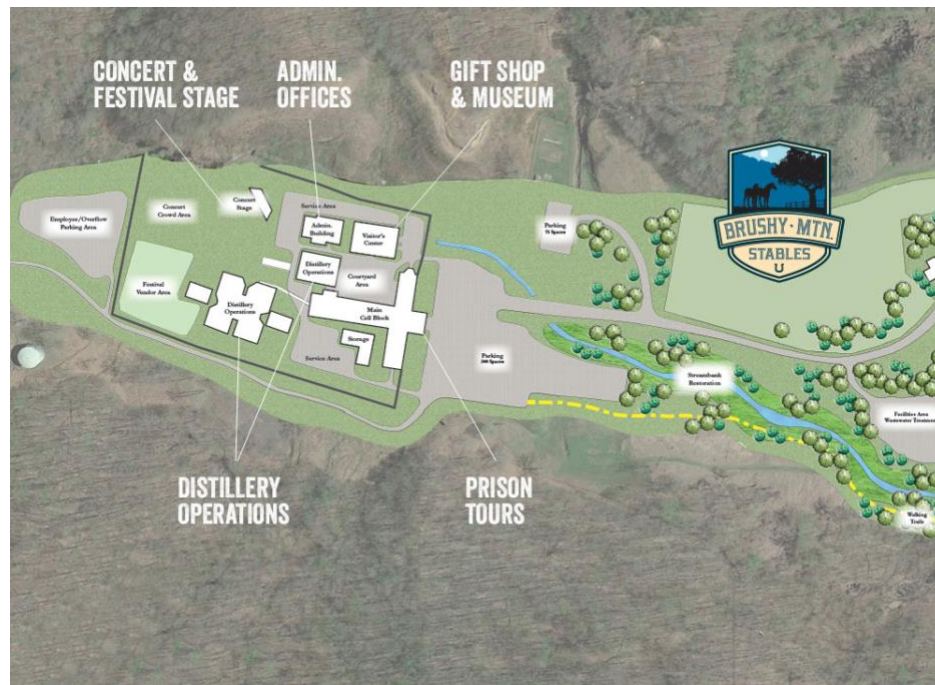 CONCERT &
FESTIVAL STAGE
ADMIN.
OFFICES
GIFT SHOP
& MUSEUM
BRUSHY • MTN.
STABLES
Employee/Overflow
Parking Area
Concert
Crowd Area
Concert
Stage
Service Area
Admin.
Building
Visitor's
Center
Parking
Distillery
Operations
Courtyard
Area
Festival
Vendor Area
Distillery
Operations
Main
Cell Block
Storage
Service Area
Parking
Spaces
Streambank
Restoration
Facilities Area
Walking
Trails
DISTILLERY
OPERATIONS
PRISON
TOURS